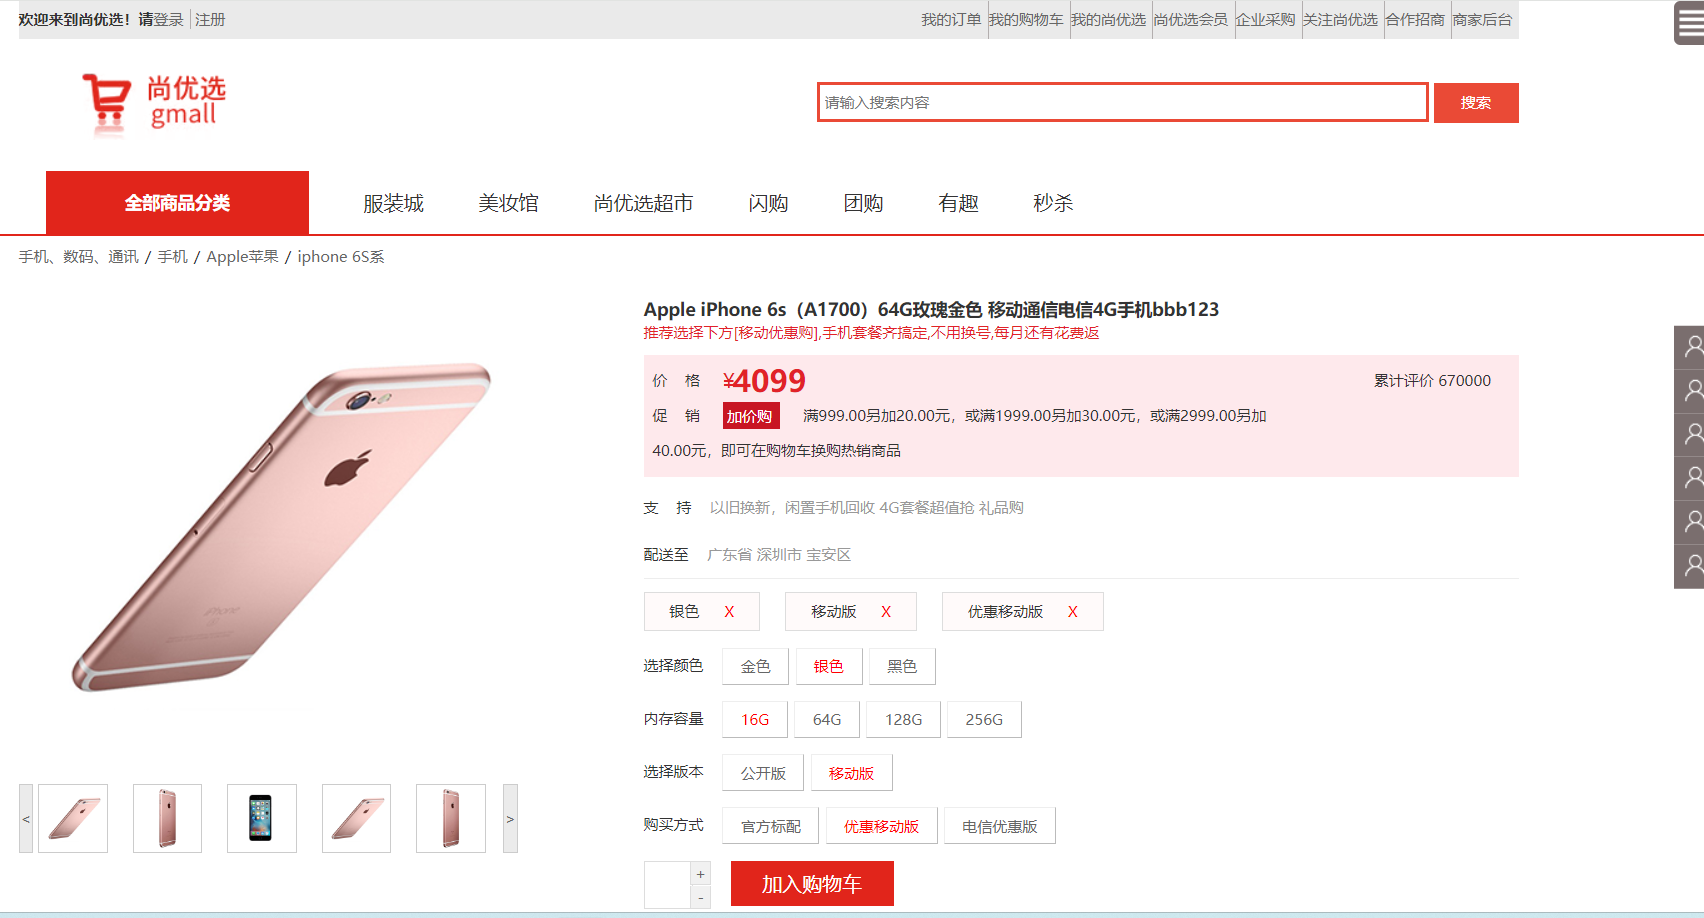 欢迎来到尚优选！请登录 注册
我的订单 我的购物车 我的尚优选 尚优选会员 企业采购 关注尚优选 合作招商 商家后台
尚优选
gmall
请输入搜索内容 搜索
全部商品分类 服装城 美妆馆 尚优选超市 闪购 团购 有趣 秒杀
手机、数码、通讯 / 手机 / Apple苹果 / iphone 6S系
Apple iPhone 6s（A1700）64G玫瑰金色 移动通信电信4G手机bbb123
推荐选择下方[移动优惠购],手机套餐齐搞定,不用换号,每月还有花费返
价 格 ¥4099 累计评价 670000
促 销 加价购 满999.00另加20.00元，或满1999.00另加30.00元，或满2999.00另加
40.00元，即可在购物车换购热销商品
支 持 以旧换新，闲置手机回收 4G套餐超值抢 礼品购
配送至 广东省 深圳市 宝安区
银色 X 移动版 X 优惠移动版 X
选择颜色 金色 银色 黑色
内存容量 16G 64G 128G 256G
选择版本 公开版 移动版
购买方式 官方标配 优惠移动版 电信优惠版
< >
+
-
加入购物车
iPhone